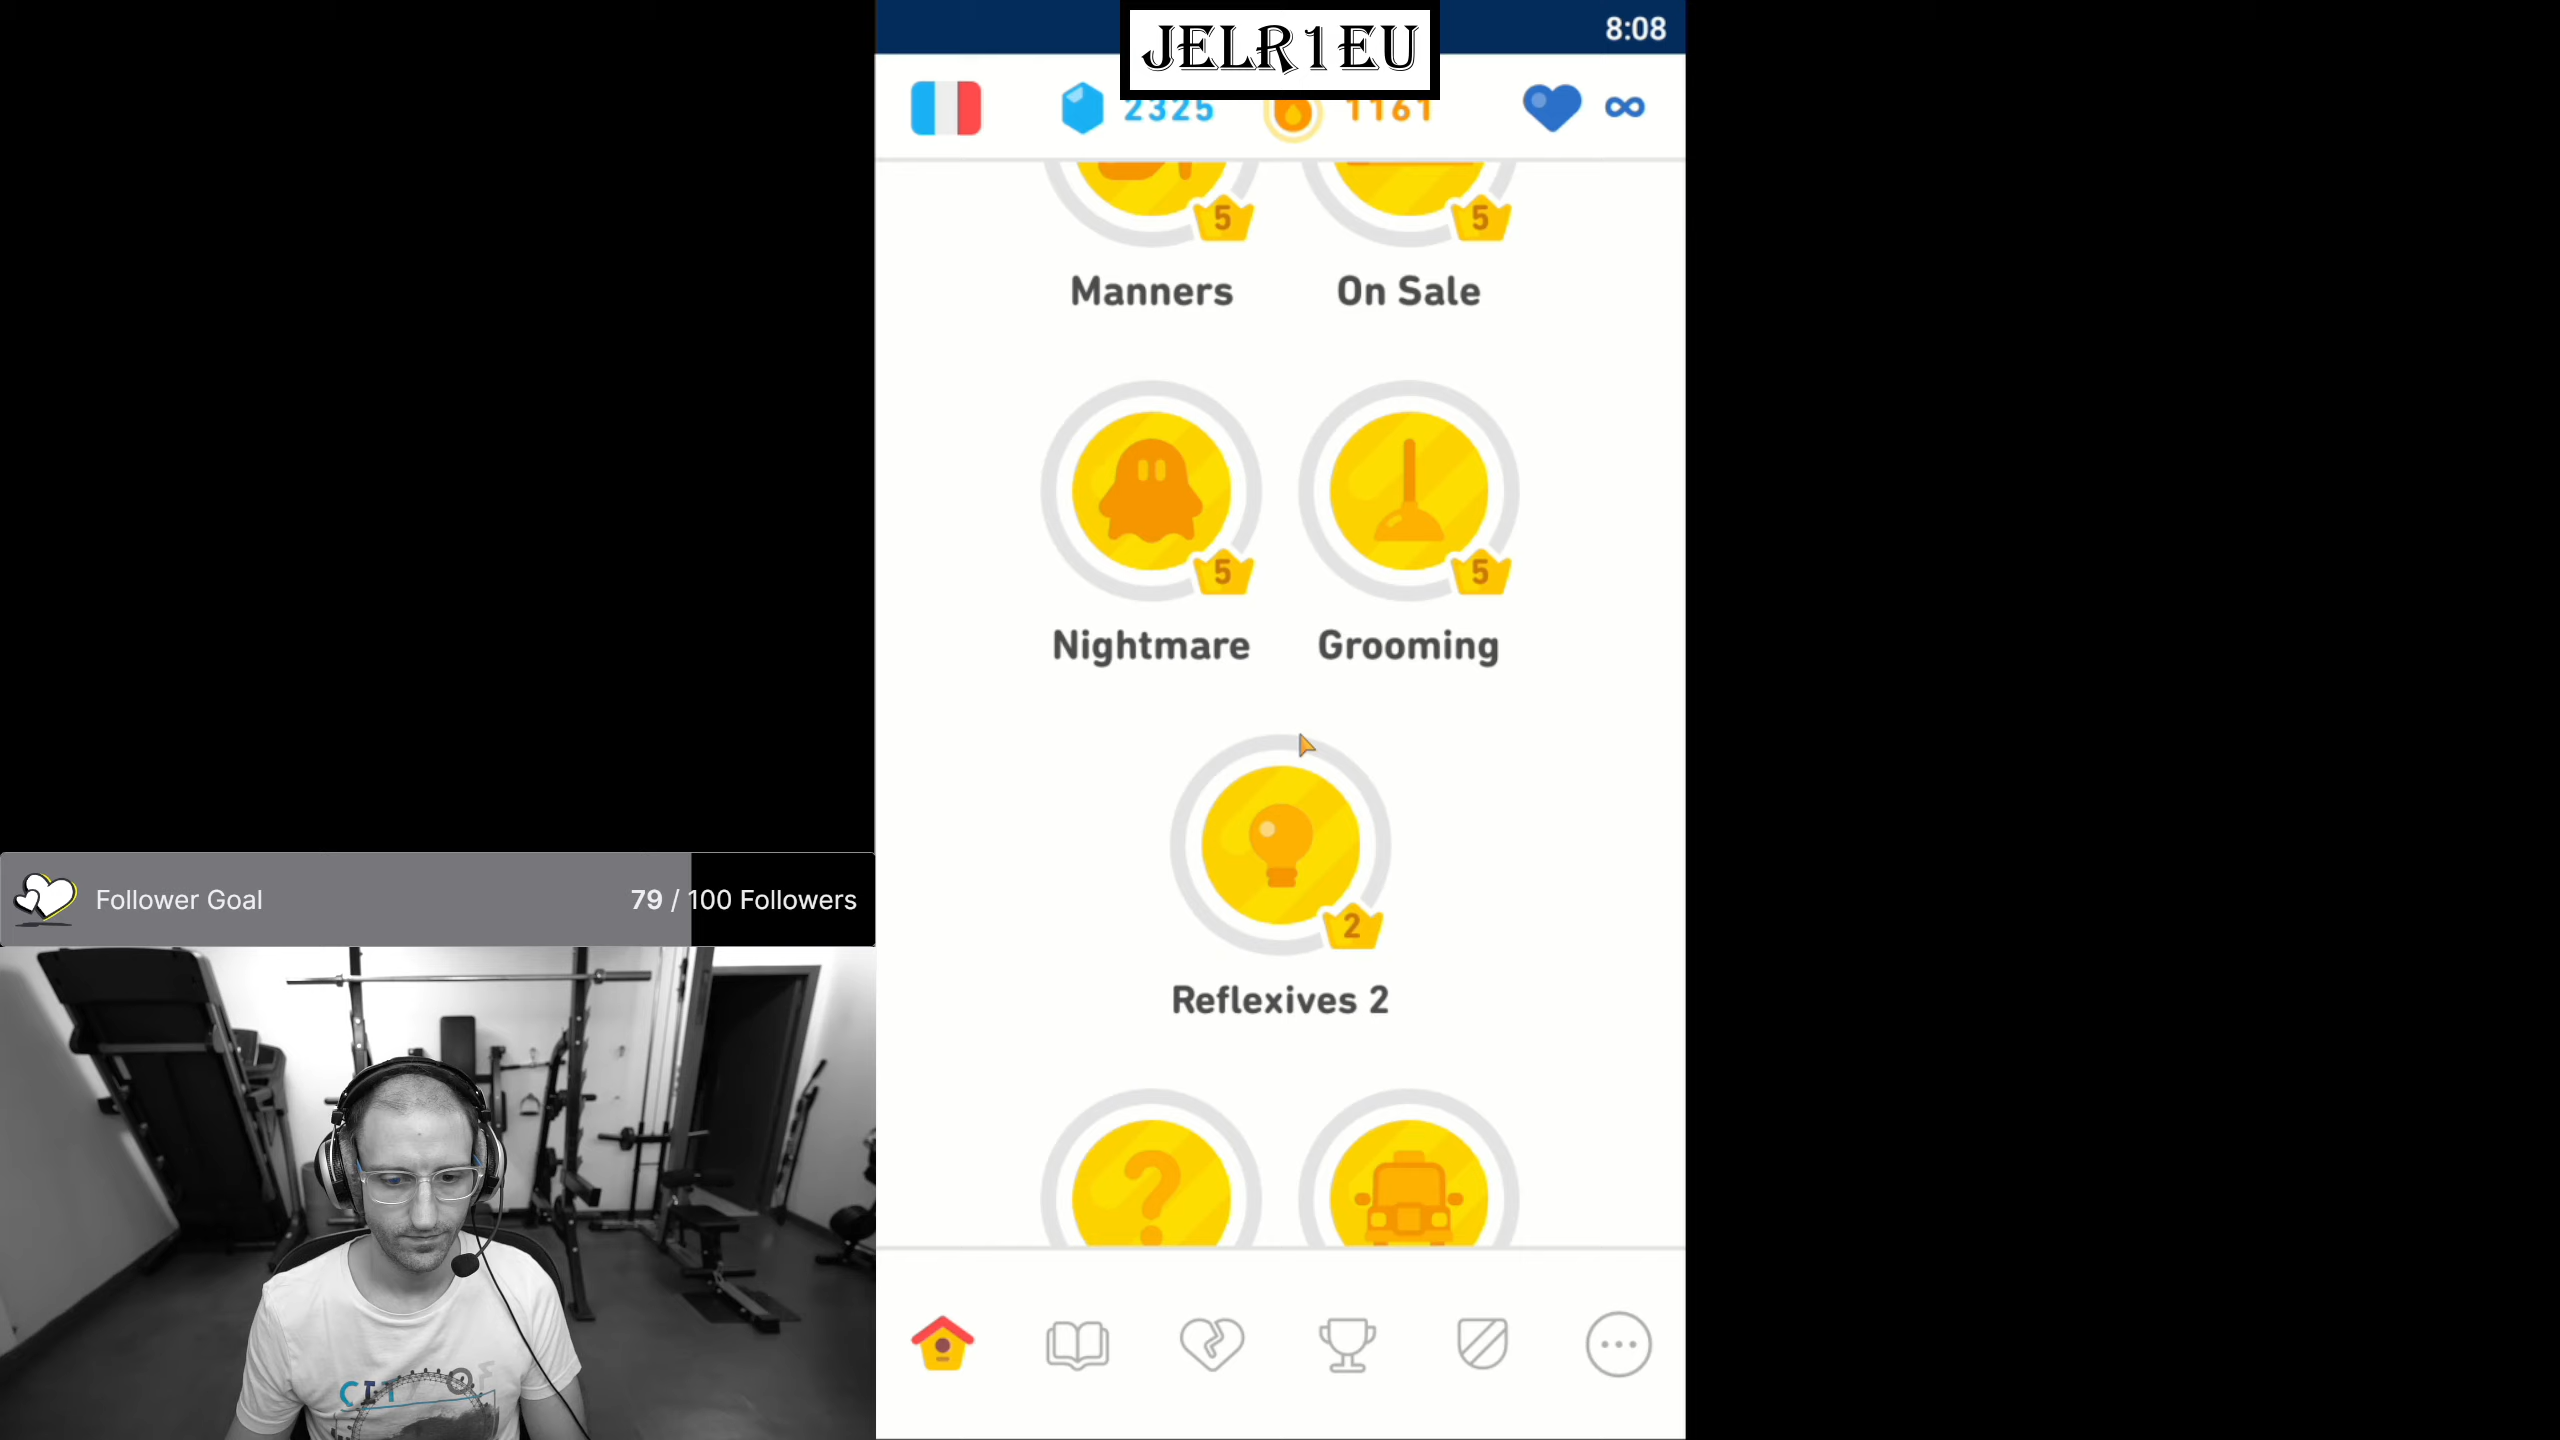 JELR1EU
8:08
2325
1161
5
5
Manners
On Sale
5
5
Nightmare
Grooming
2
Reflexives 2
?
Follower Goal
79 / 100 Followers